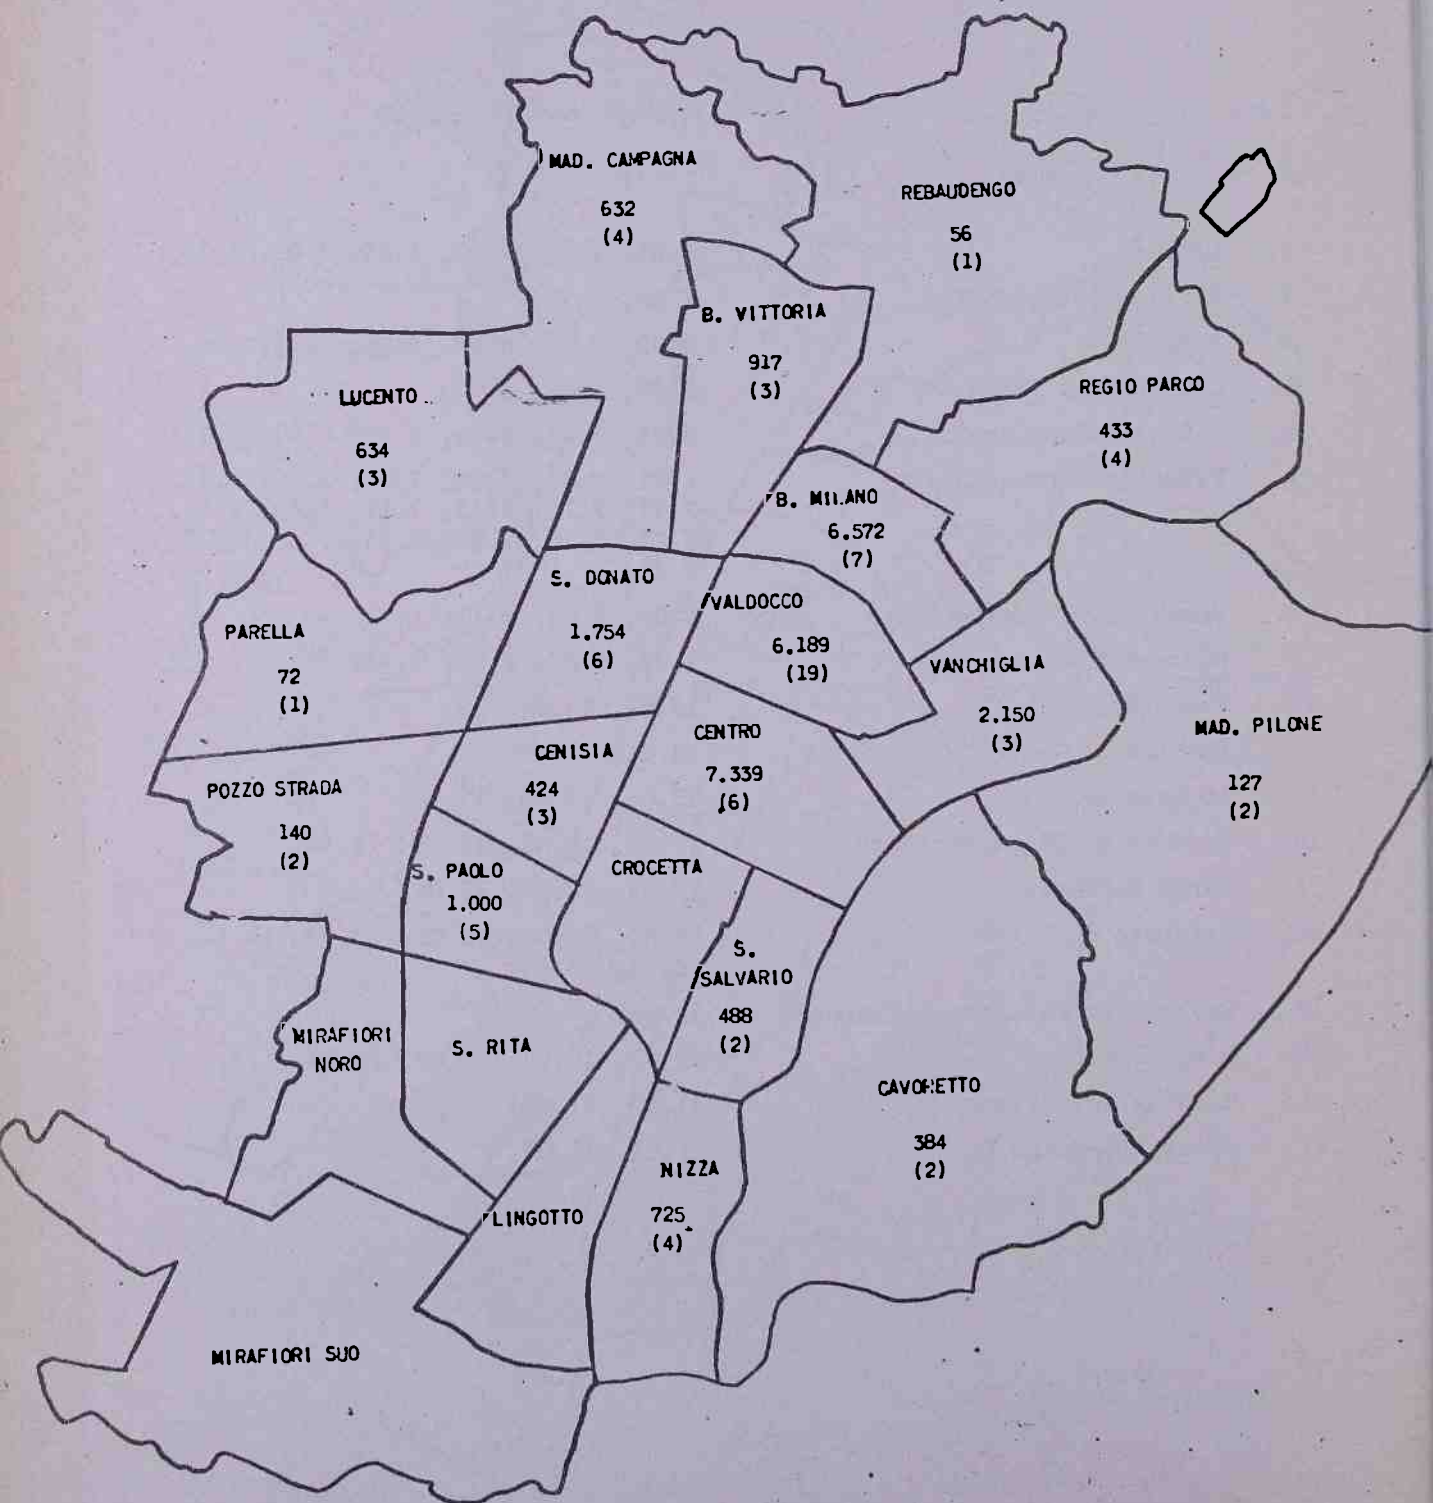 MAD. CAMPAGNA
632
(4)
REBAUDENGO
56
(1)
B. VITTORIA
917
(3)
LUCENTO
634
(3)
REGIO PARCO
433
(4)
B. MILANO
6.572
(7)
S. DONATO
1.754
(6)
VALDOCCO
6.189
(19)
PARELLA
72
(1)
VANCHIGLIA
2.150
(3)
MAD. PILONE
127
(2)
CENISIA
424
(3)
CENTRO
7.339
(6)
POZZO STRADA
140
(2)
S. PAOLO
1.000
(5)
CROCETTA
S.
SALVARIO
488
(2)
MIRAFIORI
NORD
S. RITA
CAVORETTO
384
(2)
NIZZA
725
(4)
LINGOTTO
MIRAFIORI SUD